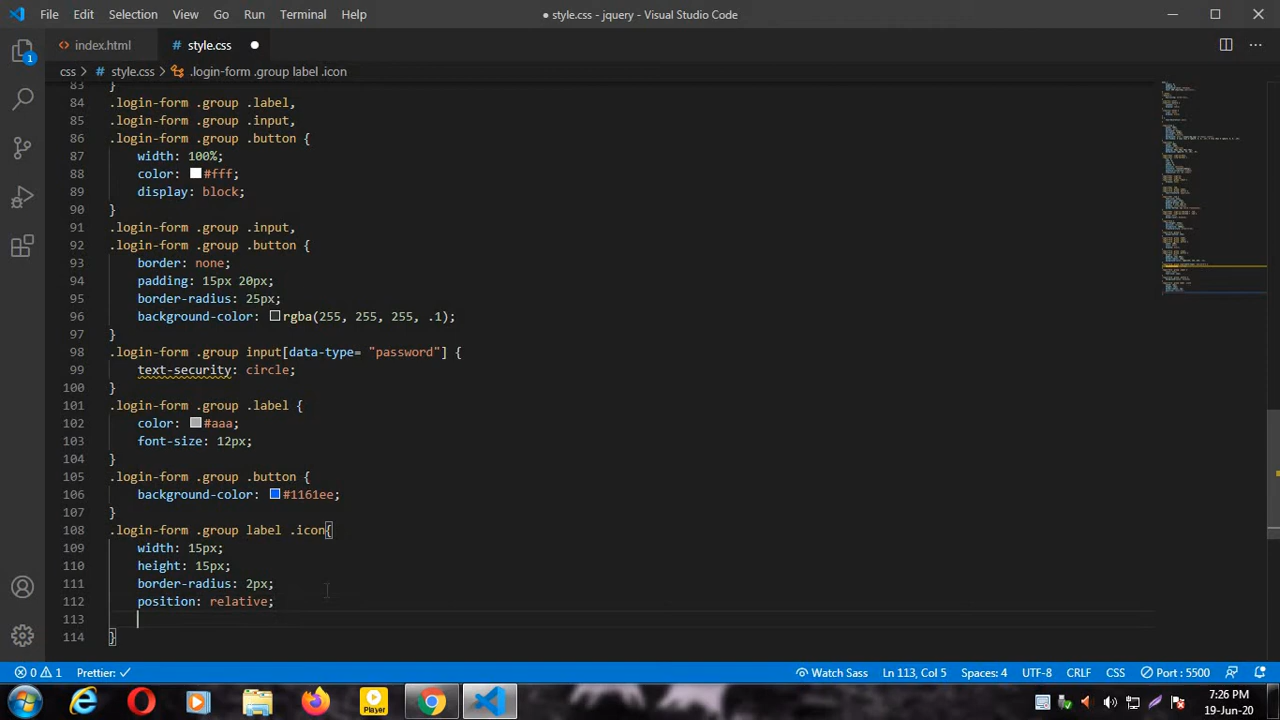 File Edit Selection View Go Run Terminal Help
● style.css - jquery - Visual Studio Code
index.html
# style.css ●
css > # style.css > .login-form .group label .icon
83 }
84 .login-form .group .label,
85 .login-form .group .input,
86 .login-form .group .button {
87 width: 100%;
88 color: #fff;
89 display: block;
90 }
91 .login-form .group .input,
92 .login-form .group .button {
93 border: none;
94 padding: 15px 20px;
95 border-radius: 25px;
96 background-color: rgba(255, 255, 255, .1);
97 }
98 .login-form .group input[data-type= "password"] {
99 text-security: circle;
100 }
101 .login-form .group .label {
102 color: #aaa;
103 font-size: 12px;
104 }
105 .login-form .group .button {
106 background-color: #1161ee;
107 }
108 .login-form .group label .icon{
109 width: 15px;
110 height: 15px;
111 border-radius: 2px;
112 position: relative;
113
114 }
1
0 1 Prettier: ✓
Watch Sass Ln 113, Col 5 Spaces: 4 UTF-8 CRLF CSS Port : 5500
Player
7:26 PM
19-Jun-20